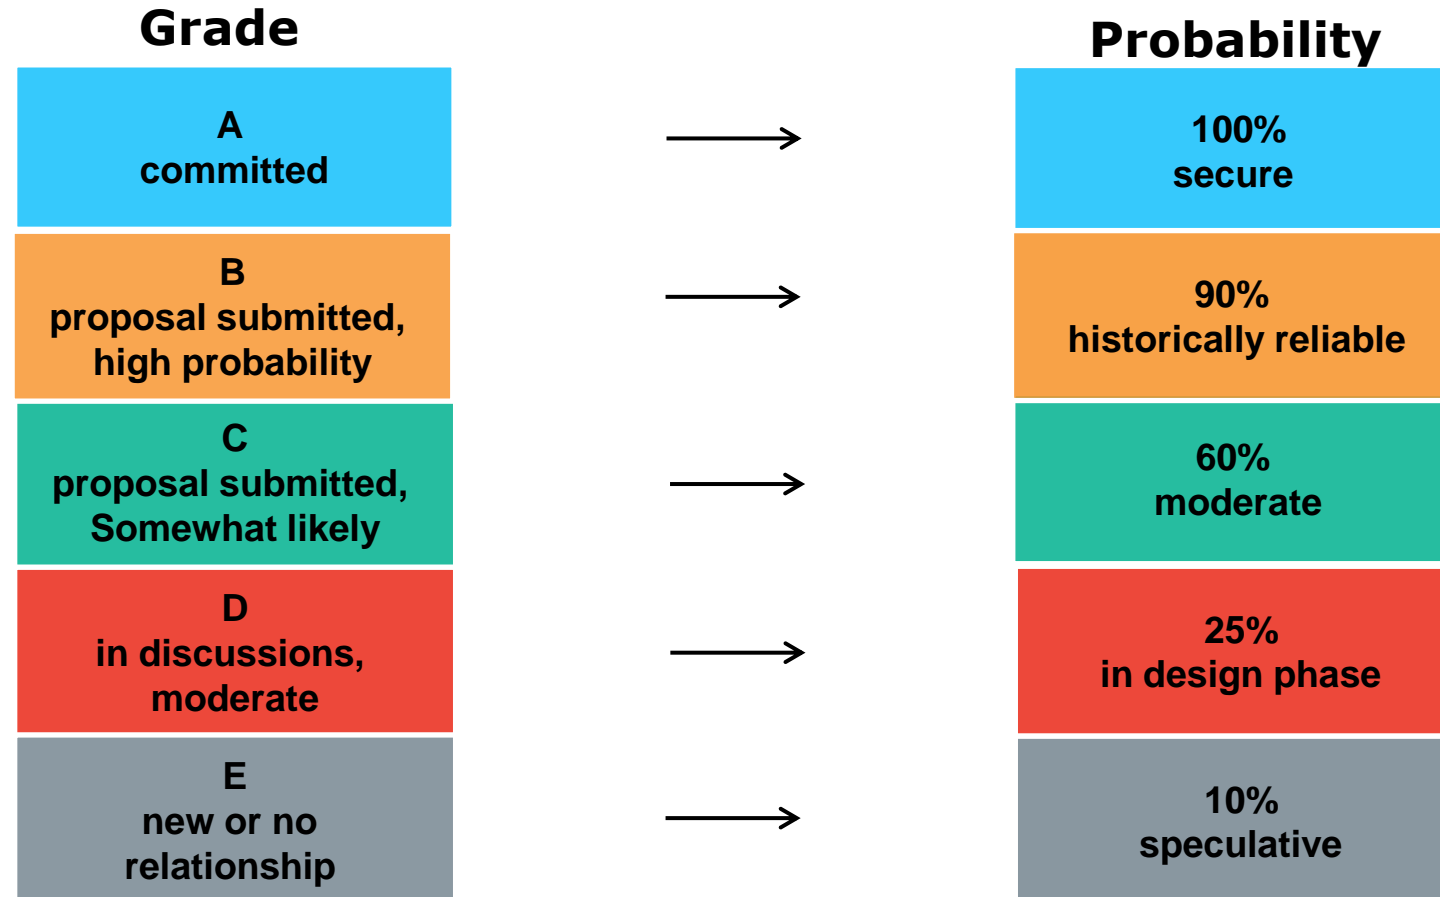 Grade
Probability
A
committed
100%
secure
B
proposal submitted,
high probability
90%
historically reliable
C
proposal submitted,
Somewhat likely
60%
moderate
D
in discussions,
moderate
25%
in design phase
E
new or no
relationship
10%
speculative